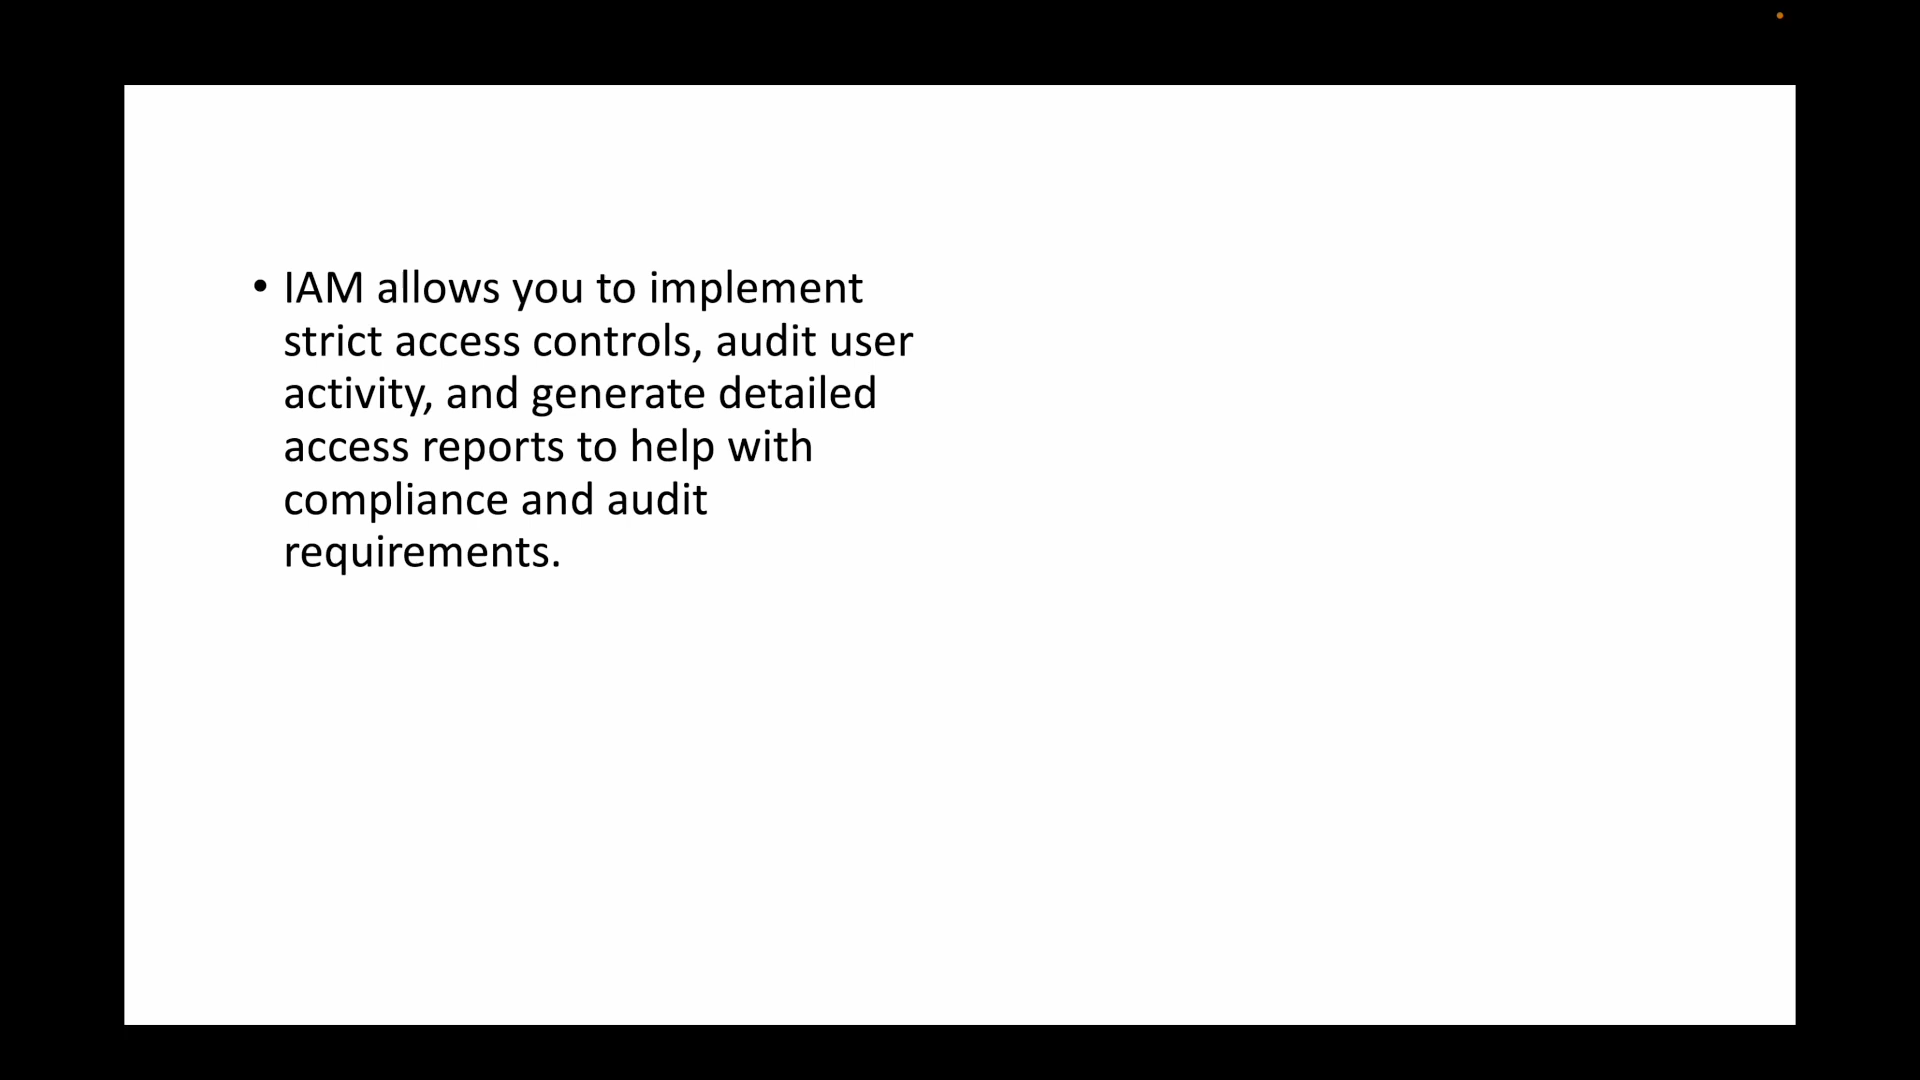 • IAM allows you to implement
strict access controls, audit user
activity, and generate detailed
access reports to help with
compliance and audit
requirements.